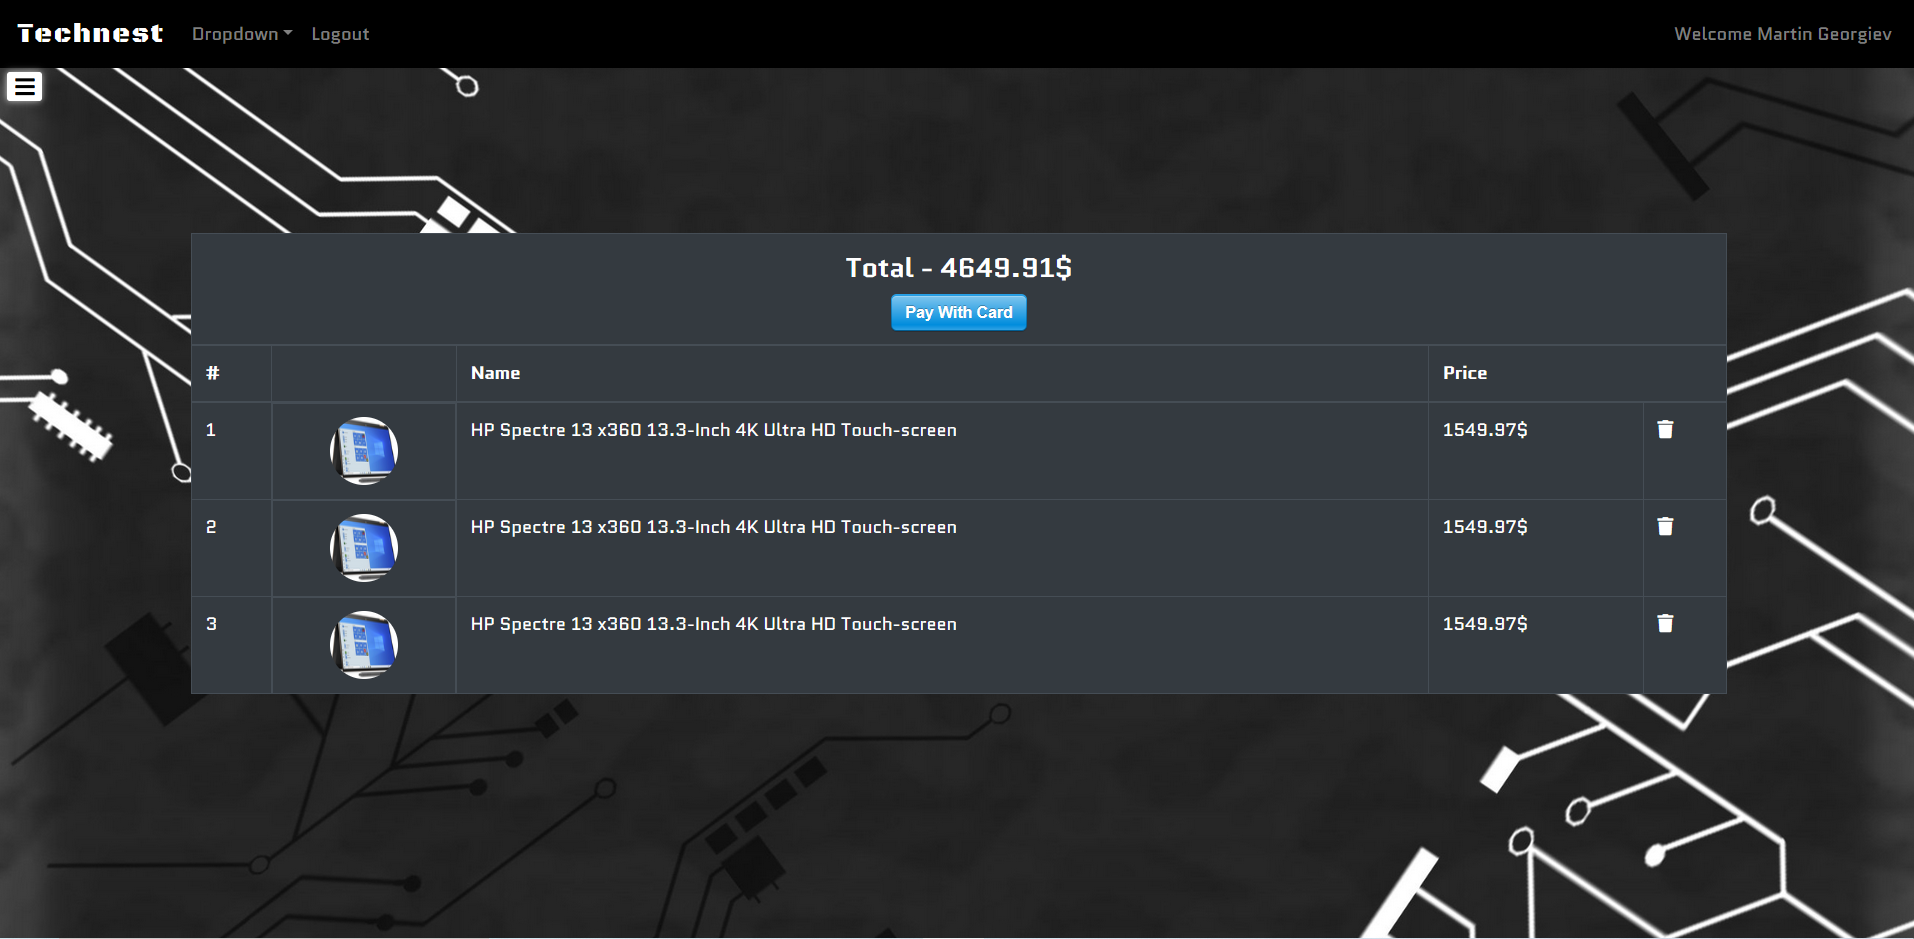 Technest Dropdown Logout Welcome Martin Georgiev
Total - 4649.91$
Pay With Card
# Name Price
1 HP Spectre 13 x360 13.3-Inch 4K Ultra HD Touch-screen 1549.97$
2 HP Spectre 13 x360 13.3-Inch 4K Ultra HD Touch-screen 1549.97$
3 HP Spectre 13 x360 13.3-Inch 4K Ultra HD Touch-screen 1549.97$